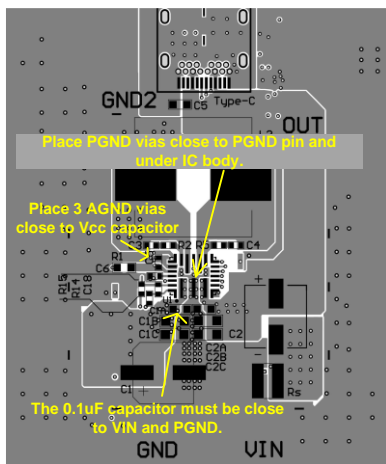 GND2
C5
Type-C
OUT
Place PGND vias close to PGND pin and
under IC body.
Place 3 AGND vias
close to Vcc capacitor
C3
R2
C4
R1
C6
R15
R14
C18
C1A
C1B
C1C
C2
C2A
C2B
C2C
C1
+
−
+
Rs
The 0.1uF capacitor must be close
to VIN and PGND.
GND
VIN